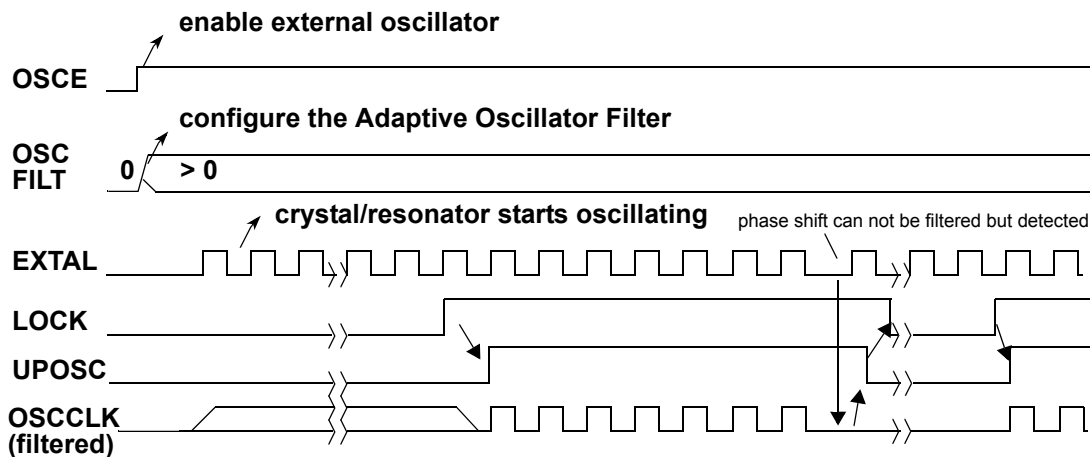 enable external oscillator
OSCE
configure the Adaptive Oscillator Filter
OSC
FILT
0 > 0
crystal/resonator starts oscillating
phase shift can not be filtered but detected
EXTAL
LOCK
UPOSC
OSCCLK
(filtered)